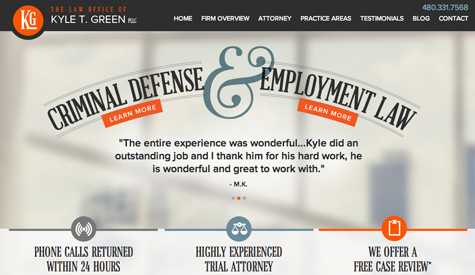 KG
THE LAW OFFICE OF
KYLE T. GREEN PLLC
480.331.7568
HOME FIRM OVERVIEW ATTORNEY PRACTICE AREAS TESTIMONIALS BLOG CONTACT
CRIMINAL DEFENSE & EMPLOYMENT LAW
LEARN MORE LEARN MORE
"The entire experience was wonderful...Kyle did an
outstanding job and I thank him for his hard work, he
is wonderful and great to work with."
- M.K.
PHONE CALLS RETURNED
WITHIN 24 HOURS
HIGHLY EXPERIENCED
TRIAL ATTORNEY
WE OFFER A
FREE CASE REVIEW*